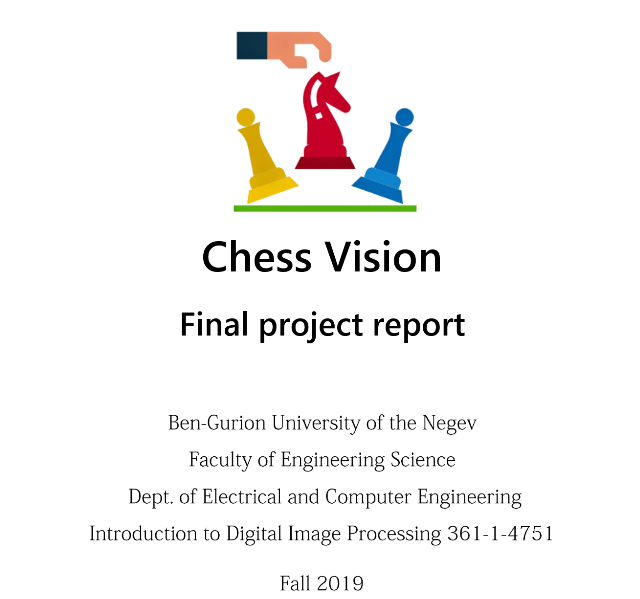 Chess Vision
Final project report
Ben-Gurion University of the Negev
Faculty of Engineering Science
Dept. of Electrical and Computer Engineering
Introduction to Digital Image Processing 361-1-4751
Fall 2019